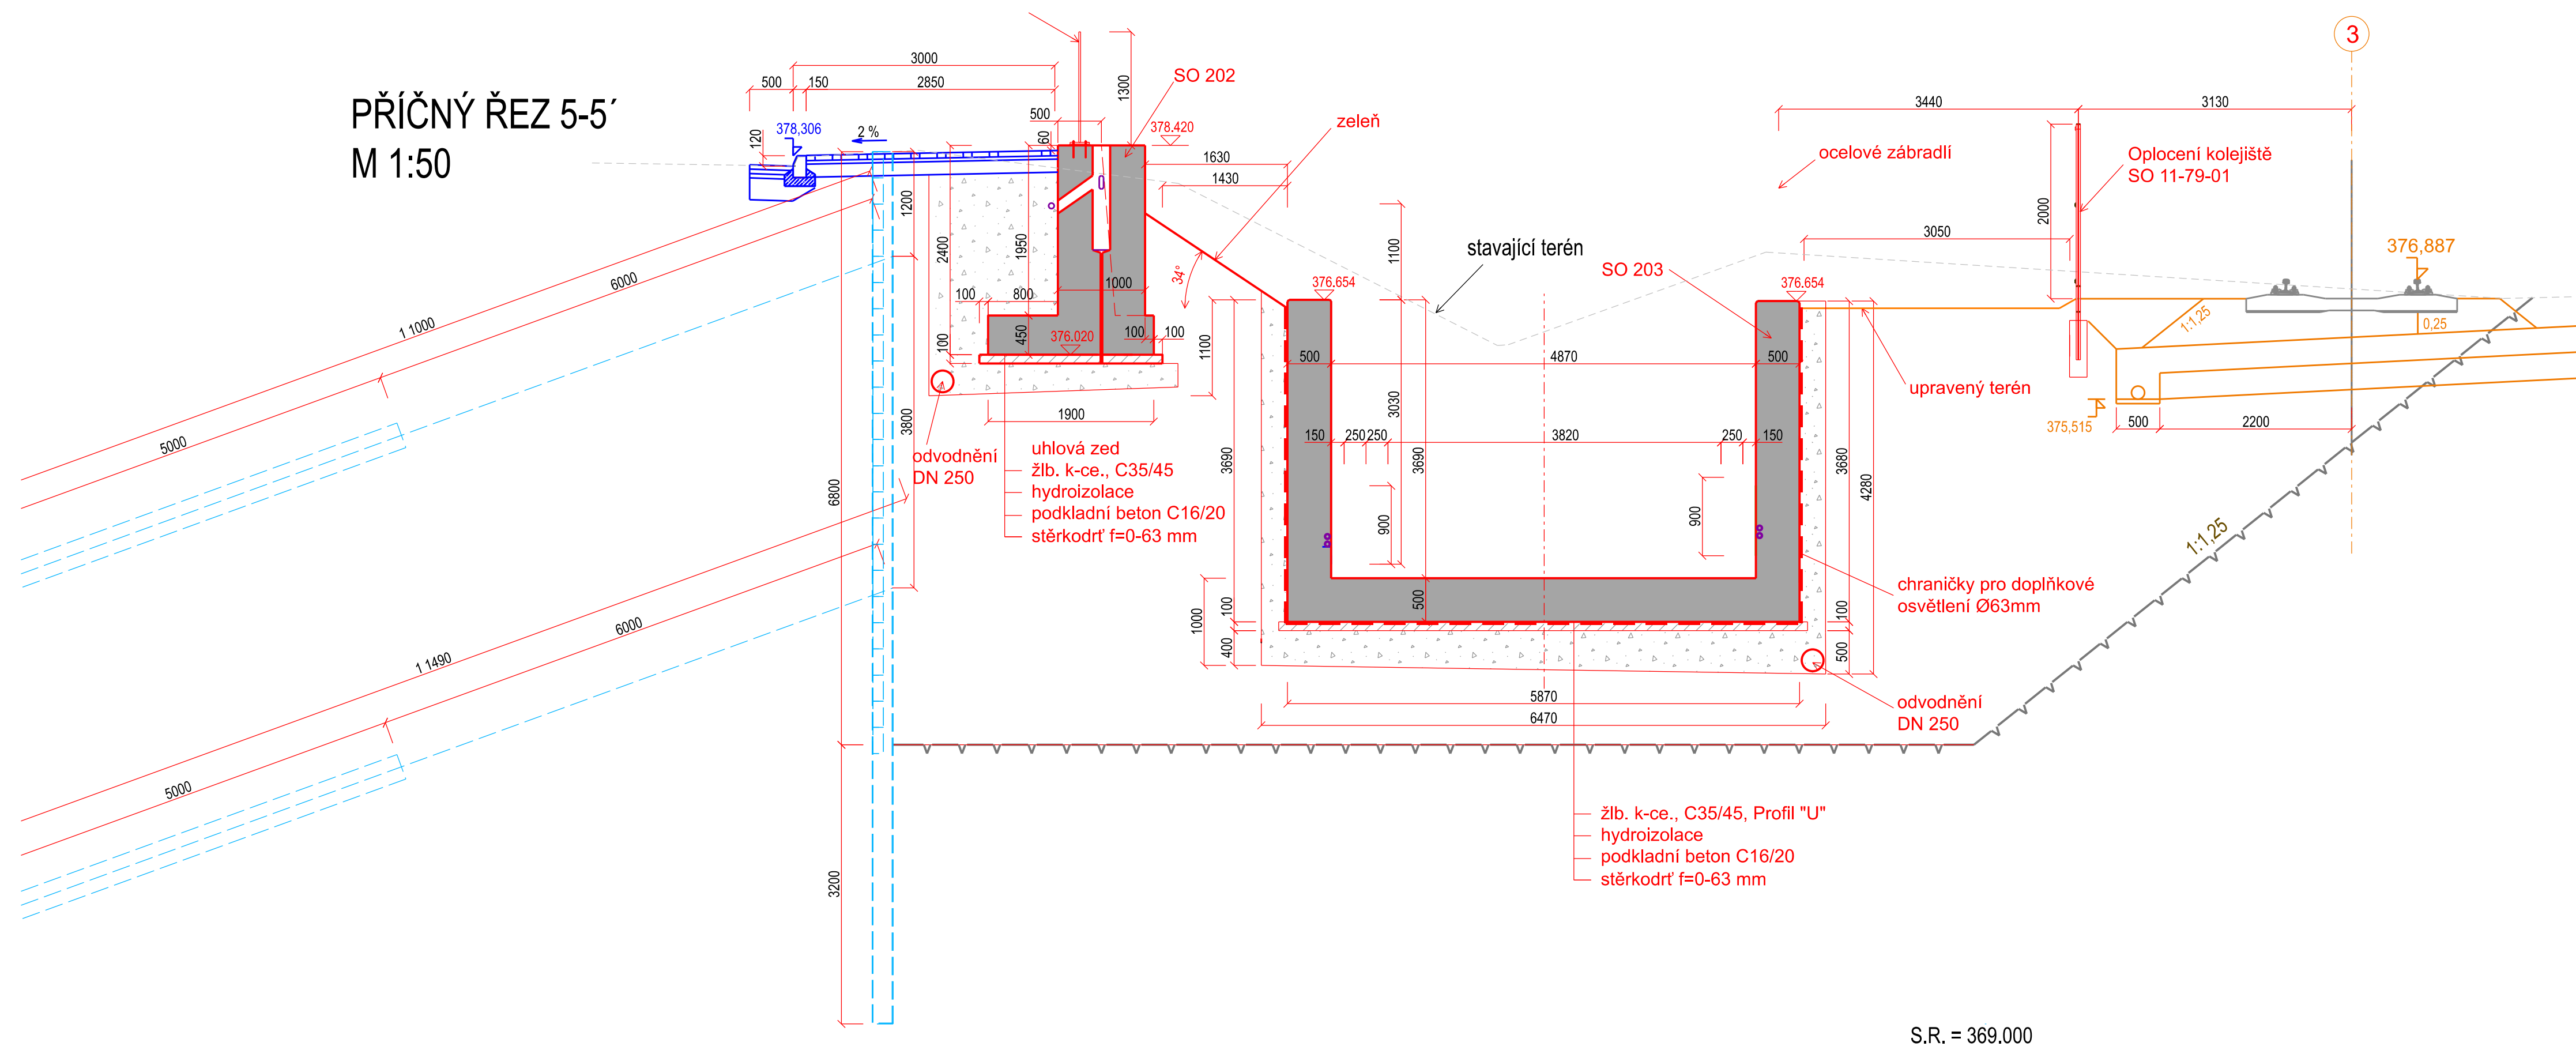 PŘÍČNÝ ŘEZ 5-5´
M 1:50
3
3000
500
150
2850
1300
SO 202
500
60
378.420
120
378,306
2 %
zeleň
3440
3130
ocelové zábradlí
Oplocení kolejiště
SO 11-79-01
1630
1430
1200
2400
1950
34°
1100
stavající terén
2000
3050
376,887
SO 203
376.654
376.654
1000
100
800
100
450
376.020
100
100
1100
1:1,25
0,25
6000
1 1000
5000
500
4870
500
upravený terén
1900
3800
375,515
500
2200
uhlová zed
žlb. k-ce., C35/45
hydroizolace
podkladní beton C16/20
stěrkodrť f=0-63 mm
odvodnění
DN 250
150
250
250
3820
250
150
3030
3690
3690
3680
4280
6800
900
900
1:1,25
500
1000
100
400
100
500
chraničky pro doplňkové
osvětlení Ø63mm
6000
1 1490
5000
5870
6470
odvodnění
DN 250
3200
žlb. k-ce., C35/45, Profil "U"
hydroizolace
podkladní beton C16/20
stěrkodrť f=0-63 mm
S.R. = 369.000